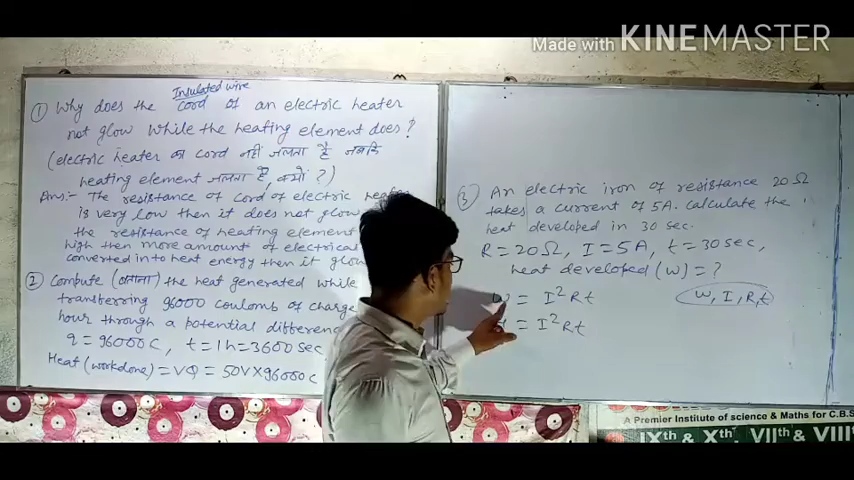 Made with KINEMASTER
① Why does the Insulated wire cord of an electric heater
not glow while the heating element does?
(electric heater का cord नहीं जलता है जबकि
heating element जलता है, क्यों?)
Ans:- The resistance of cord of electric heater
is very low then it does not glow
the resistance of heating element
high then more amount of electrical
converted into heat energy then it glow
② Compute (बताना) the heat generated while
transferring 96000 coulomb of charge
hour through a potential difference
q = 96000C, t = 1h = 3600 sec
Heat (workdone) = VQ = 50V×96000C
③ An electric iron of resistance 20Ω
takes a current of 5A. Calculate the
heat developed in 30 sec.
R = 20Ω, I = 5A, t = 30 sec,
heat developed (W) = ?
= I²Rt
W, I, R, t
= I²Rt
A Premier Institute of Science & Maths for
IXth & Xth VIIth & VIII